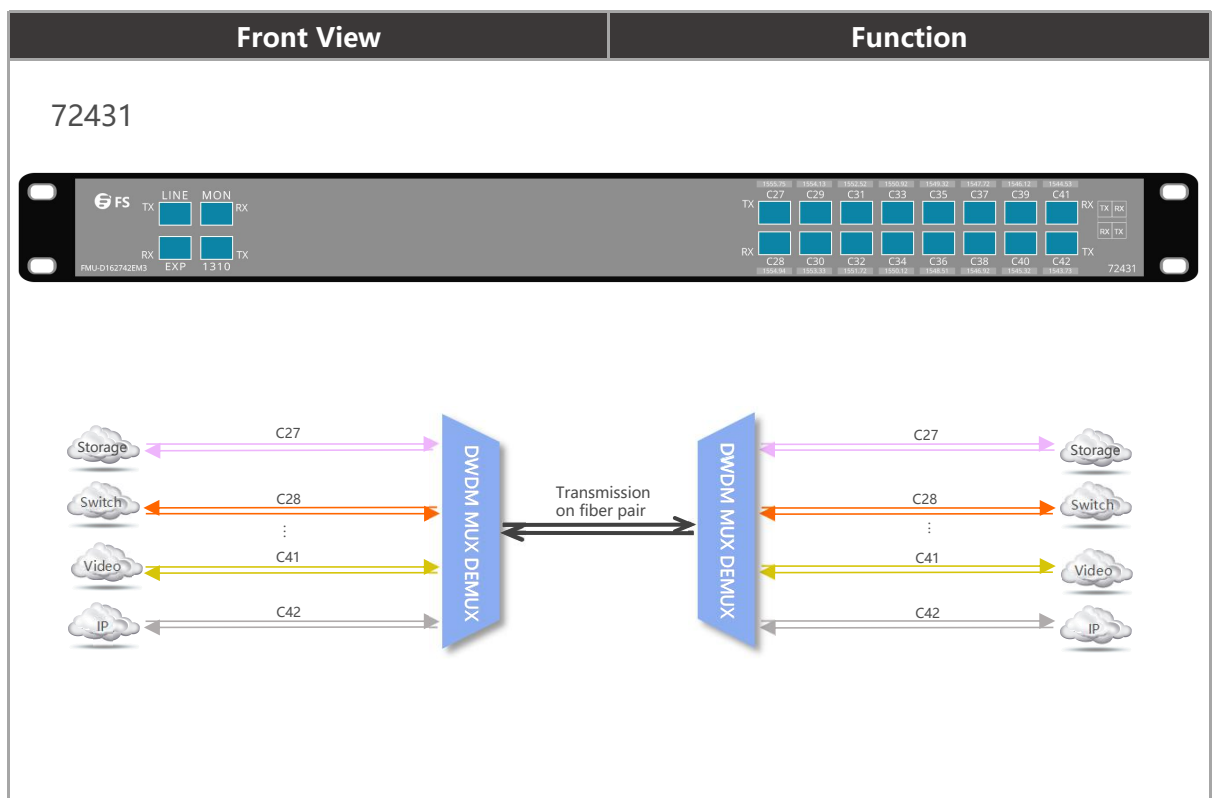 Front View Function
72431
1555.75 1554.13 1552.52 1550.92 1549.32 1547.72 1546.12 1544.53
FS LINE MON C27 C29 C31 C33 C35 C37 C39 C41
TX RX TX RX TX RX
RX TX
RX TX RX TX
FMU-D162742EM3 EXP 1310 C28 C30 C32 C34 C36 C38 C40 C42
1554.94 1553.33 1551.72 1550.12 1548.51 1546.92 1545.32 1543.73 72431
C27 C27
Storage Storage
DWDM MUX DEMUX DWDM MUX DEMUX
C28 C28
Switch Switch
Transmission
on fiber pair
⋮ ⋮
C41 C41
Video Video
C42 C42
IP IP